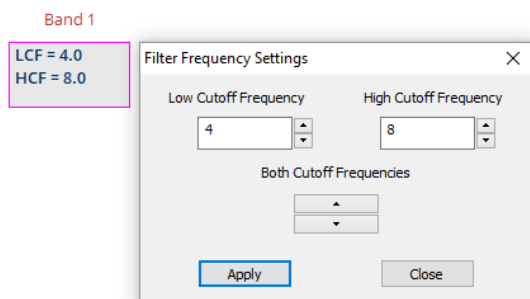 Band 1
LCF = 4.0
HCF = 8.0
Filter Frequency Settings
Low Cutoff Frequency
High Cutoff Frequency
4
8
Both Cutoff Frequencies
Apply
Close